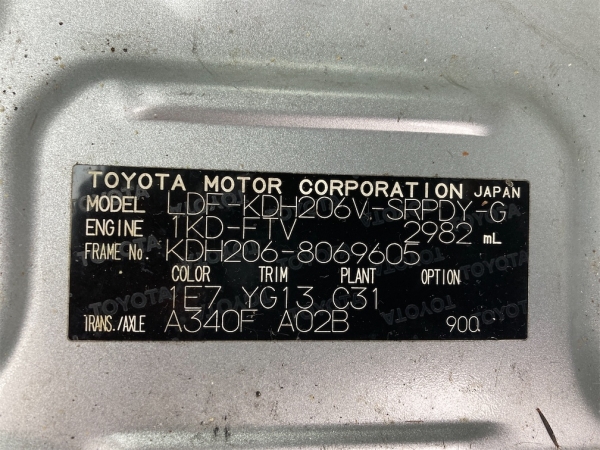 TOYOTA MOTOR CORPORATION JAPAN
MODEL LDF-KDH206V-SRPDY-G
ENGINE 1KD-FTV 2982 mL
FRAME No. KDH206-8069605
COLOR TRIM PLANT OPTION
1E7 YG13 C31
TRANS./AXLE A340F A02B 900